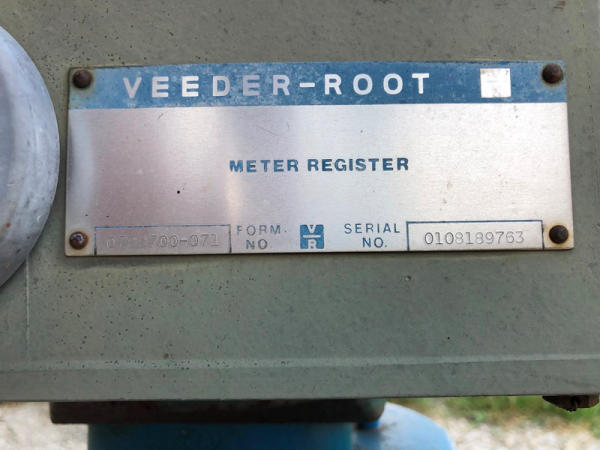 VEEDER-ROOT
METER REGISTER
FORM. NO.
V/R
SERIAL NO.
0108189763